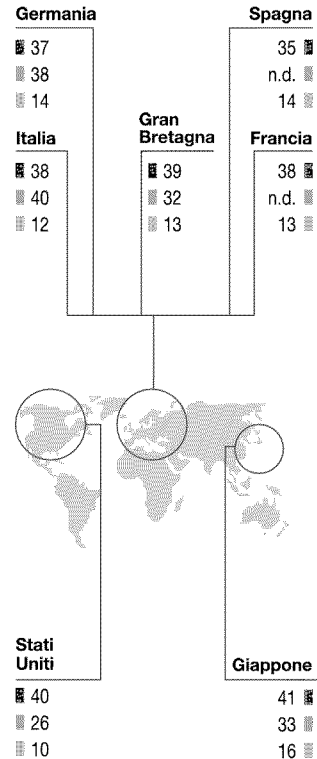 Germania
37
38
14
Spagna
35
n.d.
14
Italia
38
40
12
Gran
Bretagna
39
32
13
Francia
38
n.d.
13
Stati
Uniti
40
26
10
Giappone
41
33
16